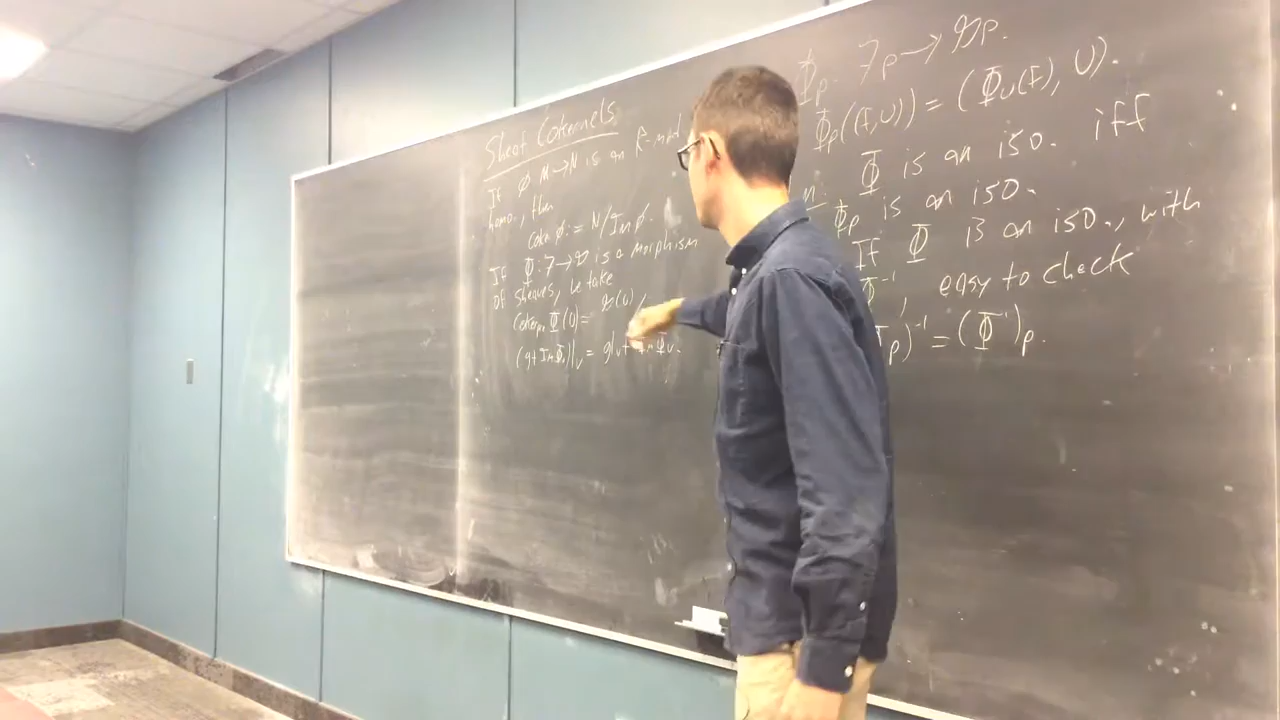 Sheaf Cokernels
If φ: M → N is an R-mod
homo., then
Coker φ := N/Im φ.
If Φ: ℱ → 𝒢 is a morphism
of sheaves, we take
Coker_pre Φ(U) = 𝒢(U)/
(g + Im Φ_U)|_V = g|_V + Im Φ_V.
Φ_p: ℱ_p → 𝒢_p.
Φ_p((f, U)) = (Φ_U(f), U).
Φ is an iso. iff
Φ_p is an iso.
If Φ is an iso., with
Φ⁻¹, easy to check
p)⁻¹ = (Φ⁻¹)_p.